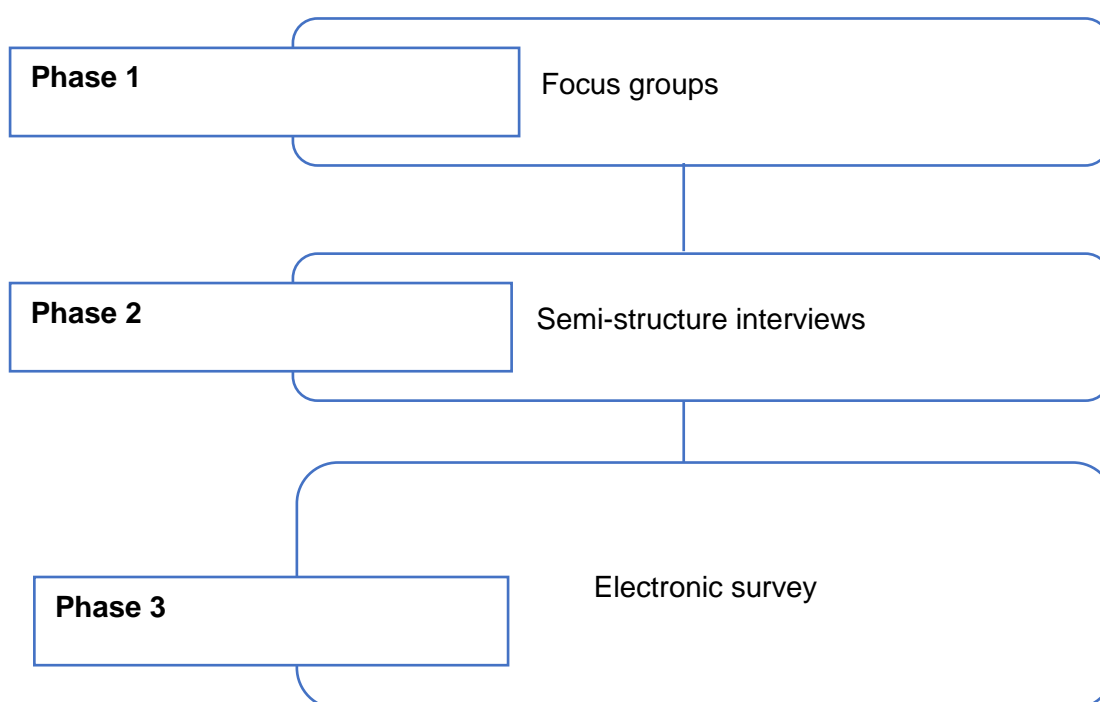 Phase 1
Focus groups
Phase 2
Semi-structure interviews
Phase 3
Electronic survey